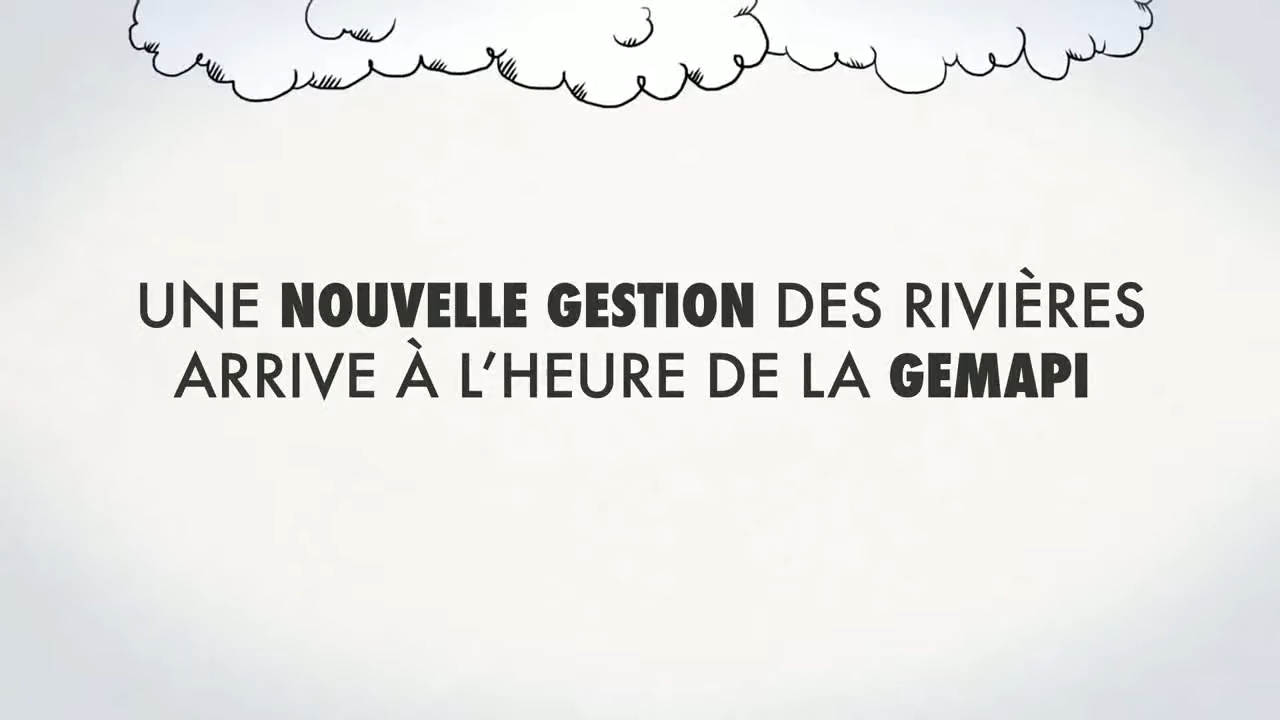 UNE NOUVELLE GESTION DES RIVIÈRES
ARRIVE À L’HEURE DE LA GEMAPI